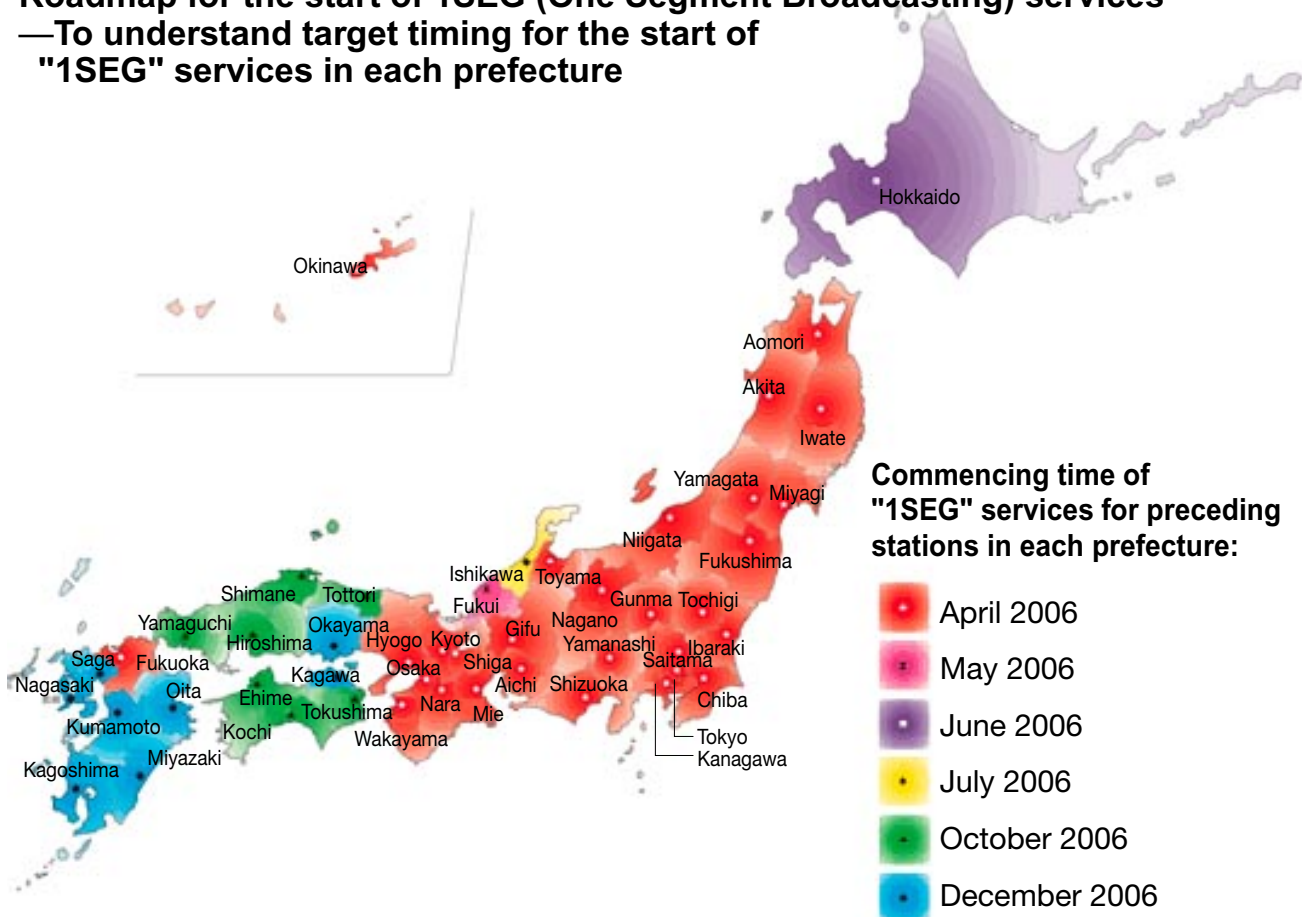 Roadmap for the start of 1SEG (One Segment Broadcasting) services
—To understand target timing for the start of
"1SEG" services in each prefecture
Hokkaido
Okinawa
Aomori
Akita
Iwate
Yamagata
Miyagi
Niigata
Fukushima
Ishikawa
Toyama
Fukui
Gunma
Tochigi
Nagano
Gifu
Yamanashi
Ibaraki
Saitama
Shimane
Tottori
Yamaguchi
Hiroshima
Okayama
Hyogo
Kyoto
Osaka
Shiga
Aichi
Shizuoka
Chiba
Saga
Fukuoka
Nagasaki
Oita
Kagawa
Ehime
Tokushima
Nara
Mie
Kumamoto
Kochi
Wakayama
Tokyo
Kanagawa
Miyazaki
Kagoshima
Commencing time of
"1SEG" services for preceding
stations in each prefecture:
April 2006
May 2006
June 2006
July 2006
October 2006
December 2006